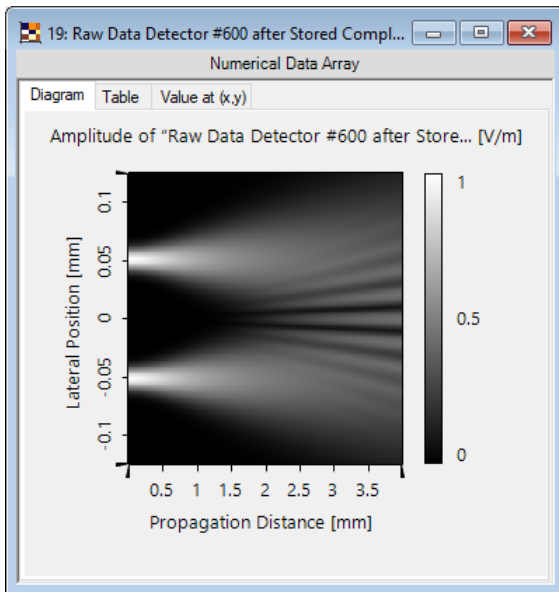 19: Raw Data Detector #600 after Stored Compl...
Numerical Data Array
Diagram Table Value at (x,y)
Amplitude of "Raw Data Detector #600 after Store... [V/m]
Lateral Position [mm]
0.1
0.05
0
-0.05
-0.1
1
0.5
0
0.5 1 1.5 2 2.5 3 3.5
Propagation Distance [mm]